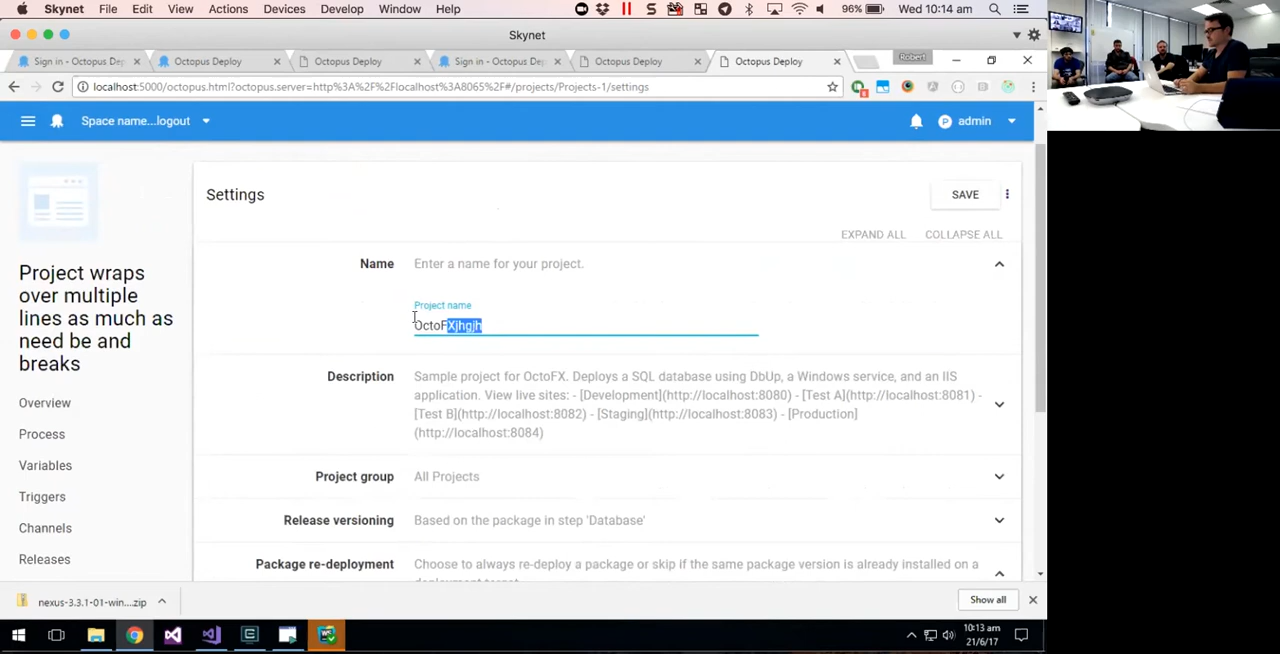 Skynet File Edit View Actions Devices Develop Window Help
96% Wed 10:14 am
Skynet
Sign in - Octopus Dep
Octopus Deploy
Octopus Deploy
Sign in - Octopus Dep
Octopus Deploy
Octopus Deploy
Robert
localhost:5000/octopus.html?octopus.server=http%3A%2F%2Flocalhost%3A8065%2F#/projects/Projects-1/settings
Space name...logout
P admin
Settings
SAVE
EXPAND ALL COLLAPSE ALL
Name Enter a name for your project.
Project name
OctoFXjhgjh
Project wraps
over multiple
lines as much as
need be and
breaks
Description Sample project for OctoFX. Deploys a SQL database using DbUp, a Windows service, and an IIS
application. View live sites: - [Development](http://localhost:8080) - [Test A](http://localhost:8081) -
[Test B](http://localhost:8082) - [Staging](http://localhost:8083) - [Production]
(http://localhost:8084)
Overview
Process
Variables
Triggers
Channels
Releases
Project group All Projects
Release versioning Based on the package in step 'Database'
Package re-deployment Choose to always re-deploy a package or skip if the same package version is already installed on a
deployment target.
nexus-3.3.1-01-win....zip
Show all
10:13 am
21/6/17